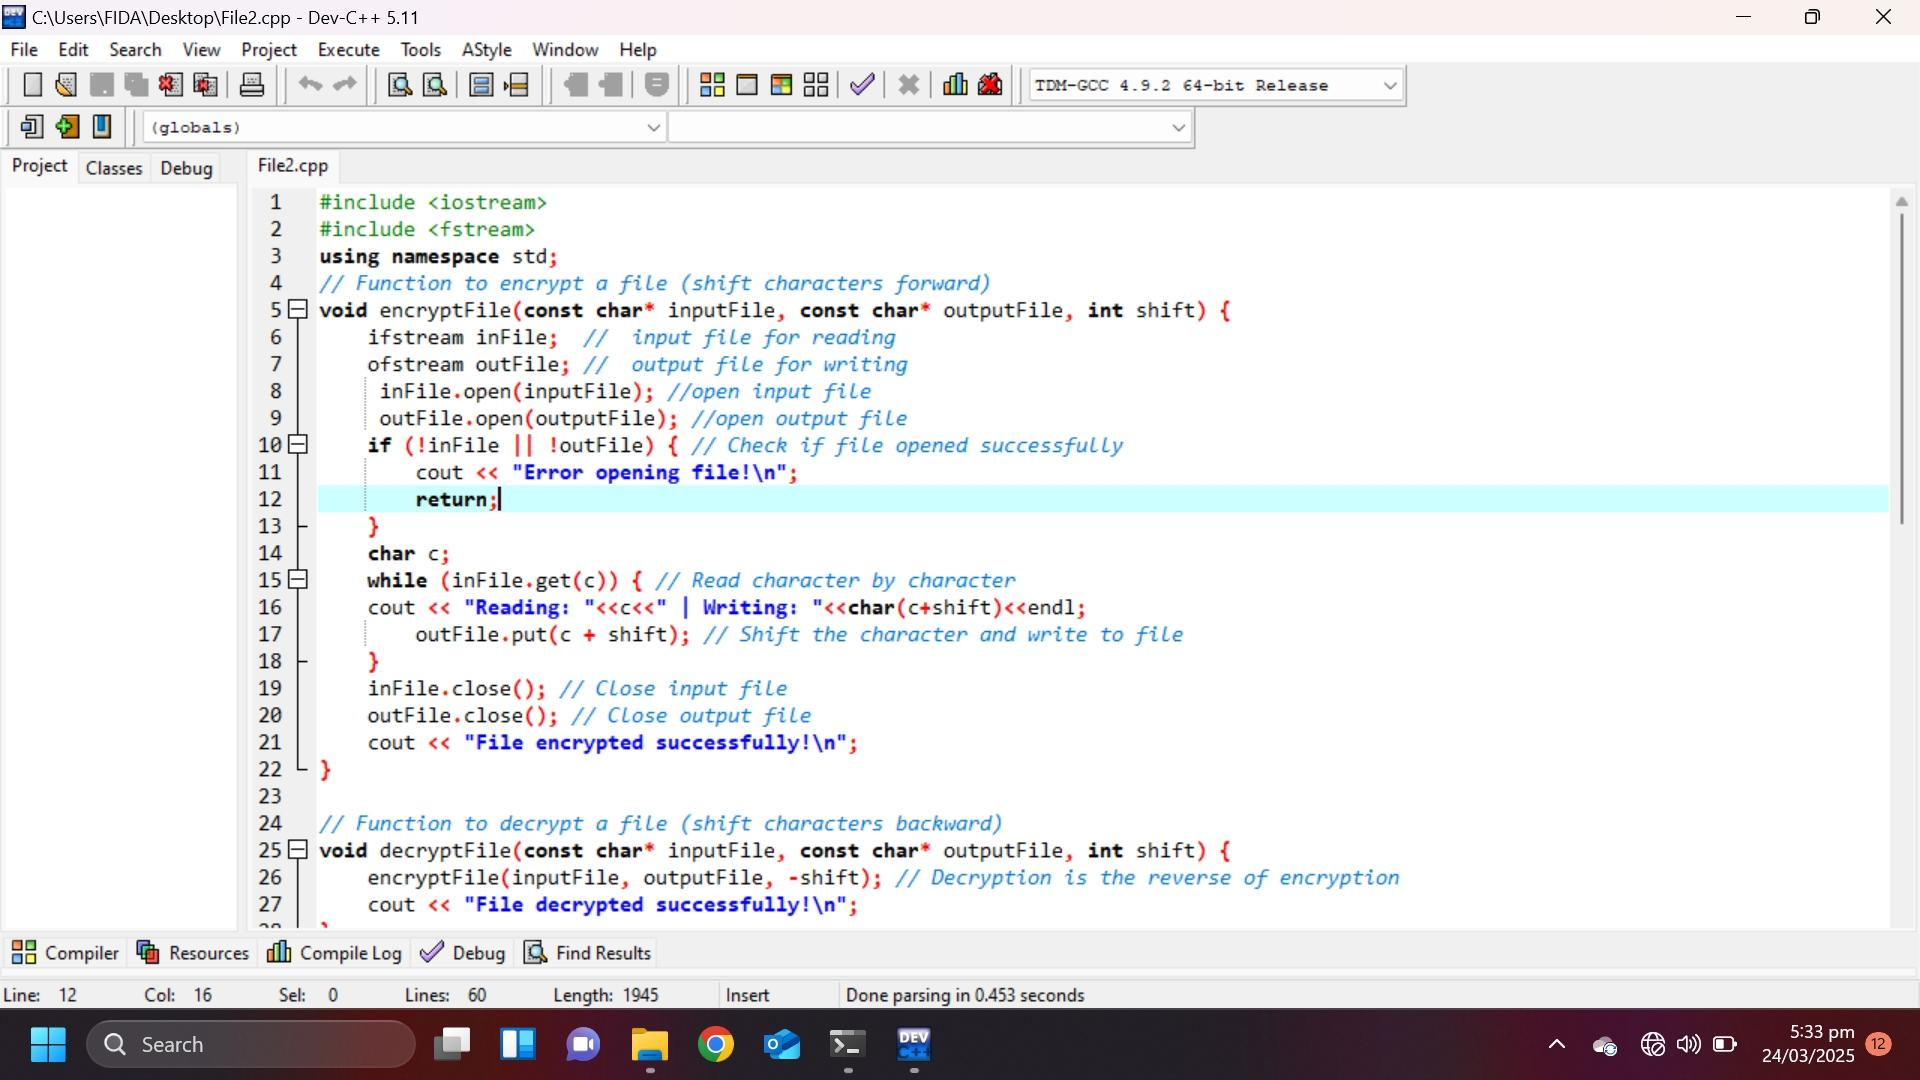 C:\Users\FIDA\Desktop\File2.cpp - Dev-C++ 5.11
File Edit Search View Project Execute Tools AStyle Window Help
TDM-GCC 4.9.2 64-bit Release
(globals)
Project Classes Debug File2.cpp
1 #include <iostream>
2 #include <fstream>
3 using namespace std;
4 // Function to encrypt a file (shift characters forward)
5 void encryptFile(const char* inputFile, const char* outputFile, int shift) {
6 ifstream inFile; // input file for reading
7 ofstream outFile; // output file for writing
8 inFile.open(inputFile); //open input file
9 outFile.open(outputFile); //open output file
10 if (!inFile || !outFile) { // Check if file opened successfully
11 cout << "Error opening file!\n";
12 return;
13 }
14 char c;
15 while (inFile.get(c)) { // Read character by character
16 cout << "Reading: "<<c<<" | Writing: "<<char(c+shift)<<endl;
17 outFile.put(c + shift); // Shift the character and write to file
18 }
19 inFile.close(); // Close input file
20 outFile.close(); // Close output file
21 cout << "File encrypted successfully!\n";
22 }
23
24 // Function to decrypt a file (shift characters backward)
25 void decryptFile(const char* inputFile, const char* outputFile, int shift) {
26 encryptFile(inputFile, outputFile, -shift); // Decryption is the reverse of encryption
27 cout << "File decrypted successfully!\n";
Compiler Resources Compile Log Debug Find Results
Line: 12 Col: 16 Sel: 0 Lines: 60 Length: 1945 Insert Done parsing in 0.453 seconds
Search
DEV
C++
5:33 pm
24/03/2025
12